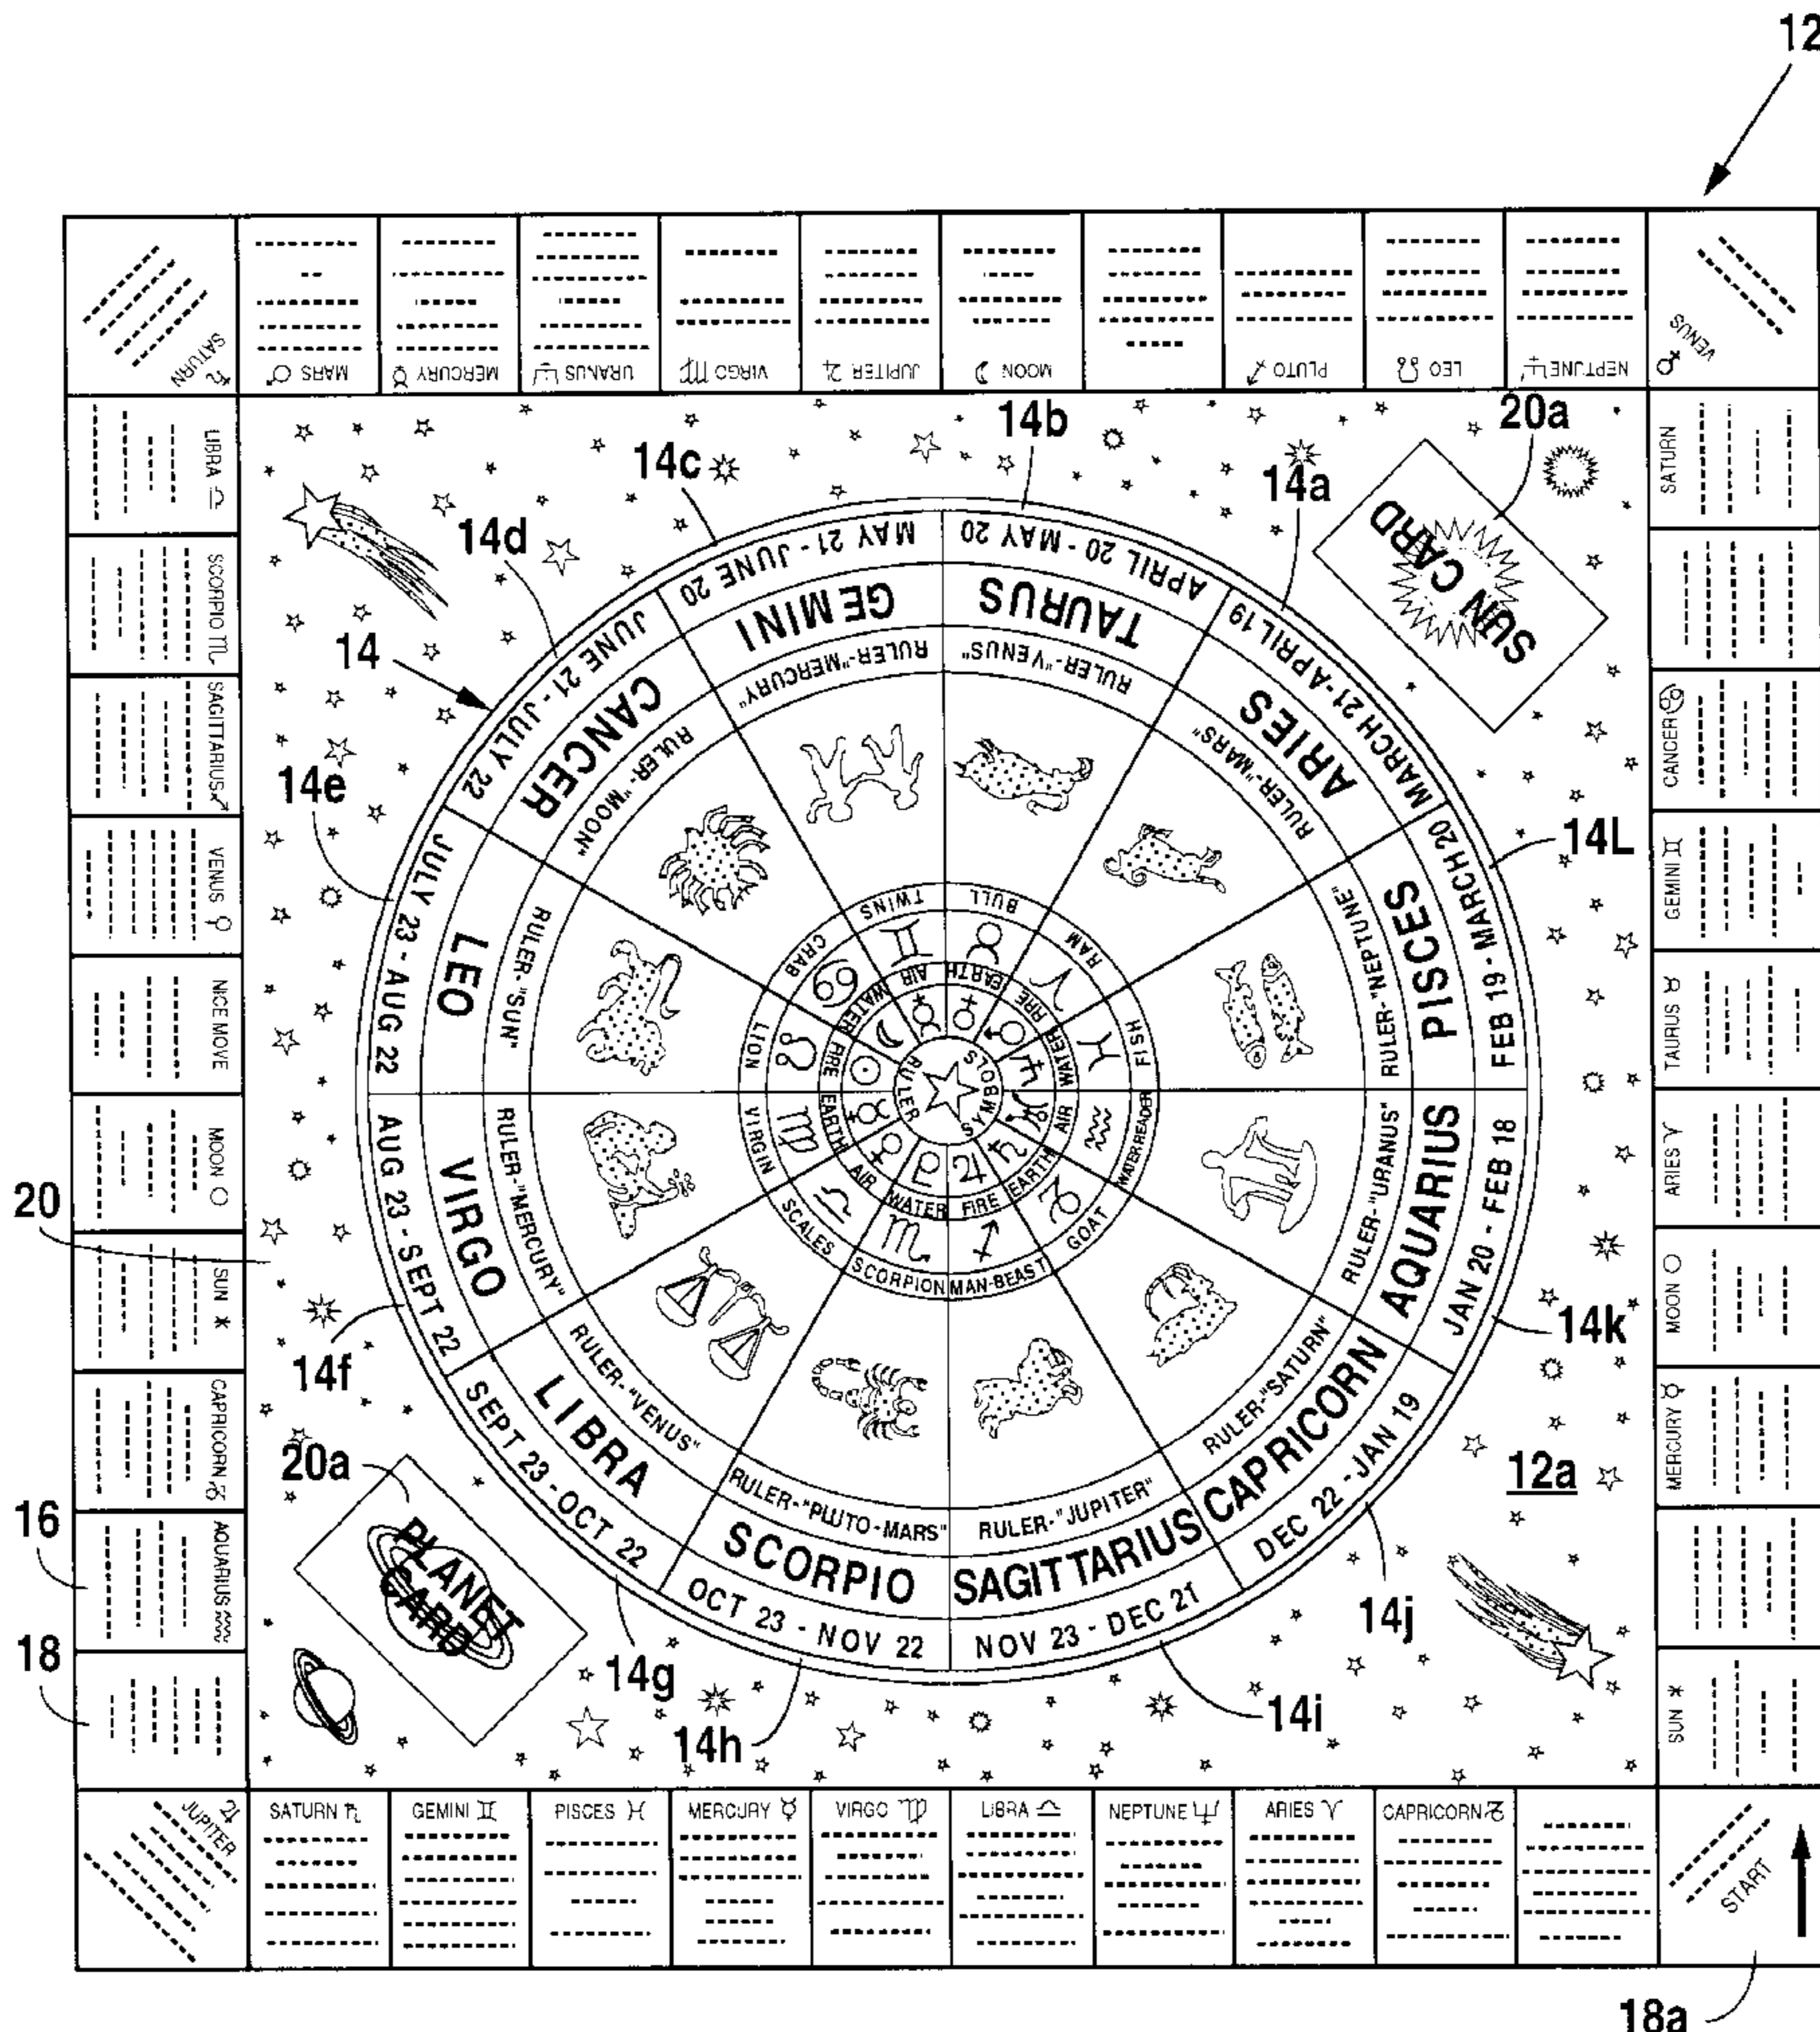 12
SATURN ♄
MARS ♂
MERCURY ☿
URANUS
VIRGO ♍
JUPITER ♃
MOON ☽
PLUTO
LEO
NEPTUNE ♆
VENUS
LIBRA ♎
SCORPIO ♏
SAGITTARIUS ♐
VENUS ♀
NICE MOVE
MOON ○
SUN *
CAPRICORN
AQUARIUS ♒
SATURN
CANCER ♋
GEMINI ♊
TAURUS ♉
ARIES ♈
MOON ○
MERCURY ☿
SUN *
14b
20a
14c
14a
14d
14
14e
14L
20
14f
14k
20a
12a
16
14j
18
14g
14i
14h
SUN CARD
PLANET
CARD
MARCH 21-APRIL 19
ARIES
RULER-"MARS"
RAM
FIRE
APRIL 20 - MAY 20
TAURUS
RULER-"VENUS"
BULL
EARTH
MAY 21 - JUNE 20
GEMINI
RULER-"MERCURY"
TWINS
AIR
JUNE 21 - JULY 22
CANCER
RULER-"MOON"
CRAB
WATER
JULY 23 - AUG 22
LEO
RULER-"SUN"
LION
FIRE
AUG 23 - SEPT 22
VIRGO
RULER-"MERCURY"
VIRGIN
EARTH
SEPT 23 - OCT 22
LIBRA
RULER-"VENUS"
SCALES
AIR
OCT 23 - NOV 22
SCORPIO
RULER-"PLUTO-MARS"
SCORPION
WATER
NOV 23 - DEC 21
SAGITTARIUS
RULER-"JUPITER"
MAN-BEAST
FIRE
DEC 22 - JAN 19
CAPRICORN
RULER-"SATURN"
GOAT
EARTH
JAN 20 - FEB 18
AQUARIUS
RULER-"URANUS"
WATER READER
AIR
FEB 19 - MARCH 20
PISCES
RULER-"NEPTUNE"
FISH
WATER
RULER
SYMBOLS
JUPITER ♃
SATURN ♄
GEMINI ♊
PISCES ♓
MERCURY ☿
VIRGO ♍
LIBRA ♎
NEPTUNE ♆
ARIES ♈
CAPRICORN
START
18a